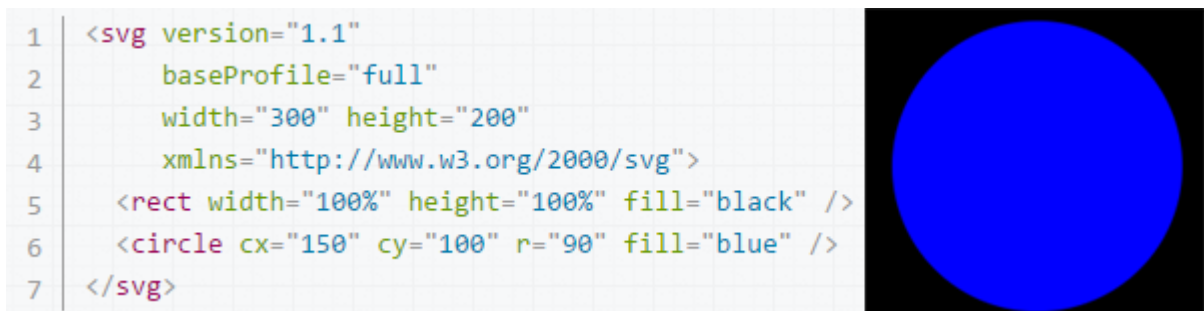 1 <svg version="1.1"
2 baseProfile="full"
3 width="300" height="200"
4 xmlns="http://www.w3.org/2000/svg">
5 <rect width="100%" height="100%" fill="black" />
6 <circle cx="150" cy="100" r="90" fill="blue" />
7 </svg>